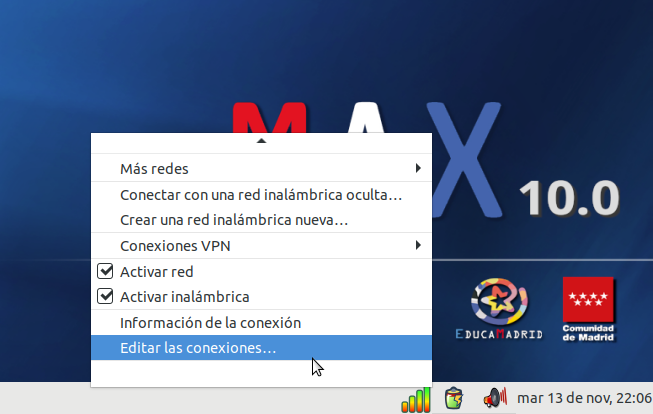 MAX
10.0
Más redes
Conectar con una red inalámbrica oculta...
Crear una red inalámbrica nueva...
Conexiones VPN
Activar red
Activar inalámbrica
Información de la conexión
Editar las conexiones...
EDUCAMADRID
Comunidad
de Madrid
mar 13 de nov, 22:06